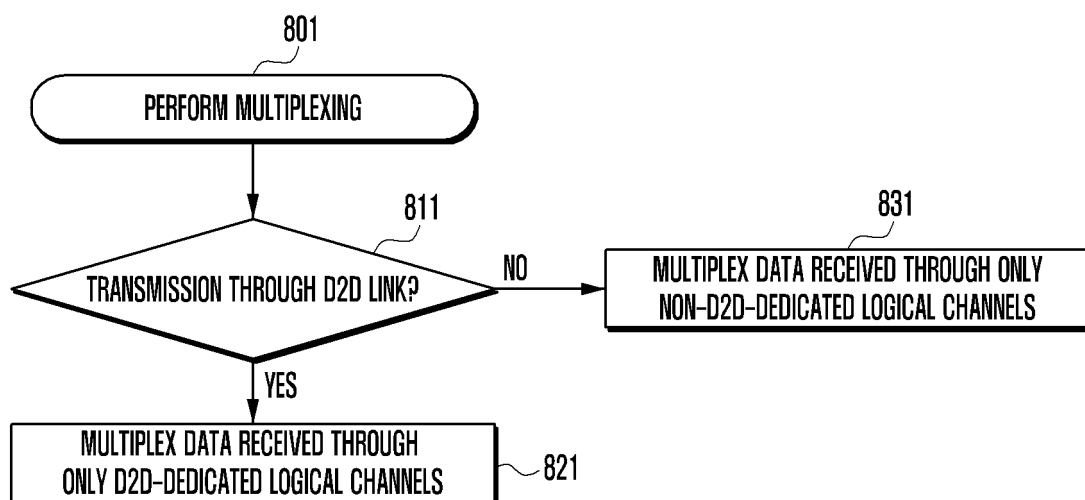 801
PERFORM MULTIPLEXING
811
TRANSMISSION THROUGH D2D LINK?
NO
831
MULTIPLEX DATA RECEIVED THROUGH ONLY
NON-D2D-DEDICATED LOGICAL CHANNELS
YES
MULTIPLEX DATA RECEIVED THROUGH
ONLY D2D-DEDICATED LOGICAL CHANNELS
821